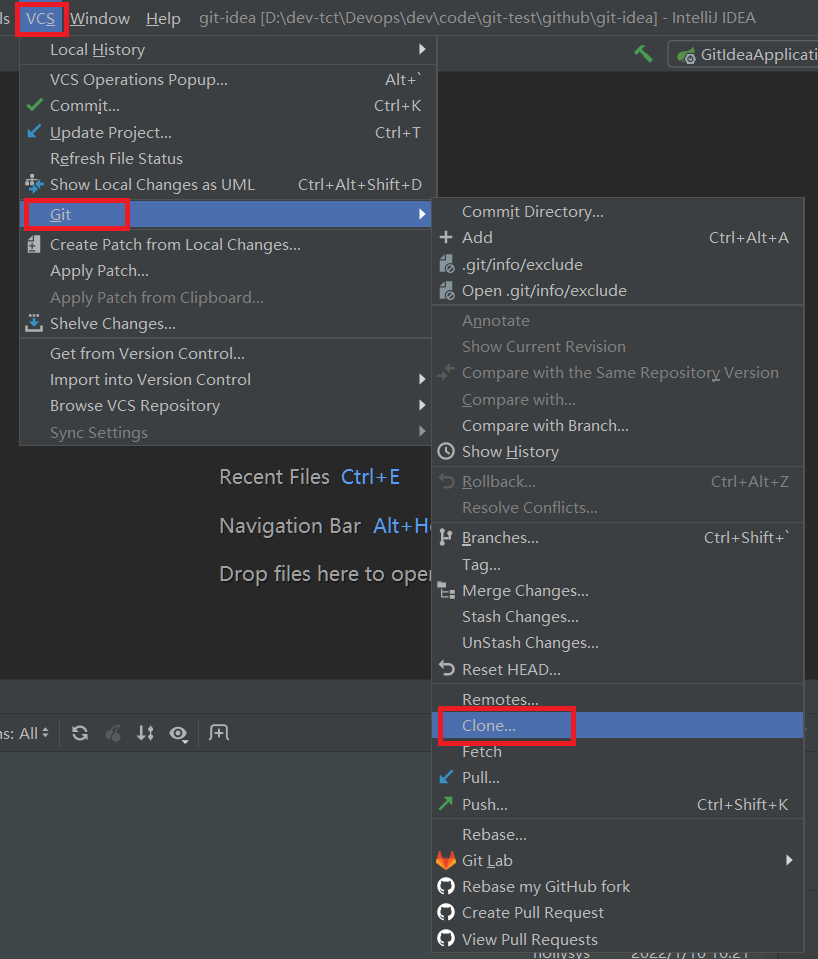 ls VCS Window Help git-idea [D:\dev-tct\Devops\dev\code\git-test\github\git-idea] - IntelliJ IDEA
GitIdeaApplicati
Local History
VCS Operations Popup... Alt+`
Commit... Ctrl+K
Update Project... Ctrl+T
Refresh File Status
Show Local Changes as UML Ctrl+Alt+Shift+D
Git
Create Patch from Local Changes...
Apply Patch...
Apply Patch from Clipboard...
Shelve Changes...
Get from Version Control...
Import into Version Control
Browse VCS Repository
Sync Settings
Commit Directory...
Add Ctrl+Alt+A
.git/info/exclude
Open .git/info/exclude
Annotate
Show Current Revision
Compare with the Same Repository Version
Compare with...
Compare with Branch...
Show History
Rollback... Ctrl+Alt+Z
Resolve Conflicts...
Branches... Ctrl+Shift+`
Tag...
Merge Changes...
Stash Changes...
UnStash Changes...
Reset HEAD...
Remotes...
Clone...
Fetch
Pull...
Push... Ctrl+Shift+K
Rebase...
Git Lab
Rebase my GitHub fork
Create Pull Request
View Pull Requests
Recent Files Ctrl+E
Navigation Bar Alt+Ho
Drop files here to open
ns: All
hollysys 2022/1/10 16:21